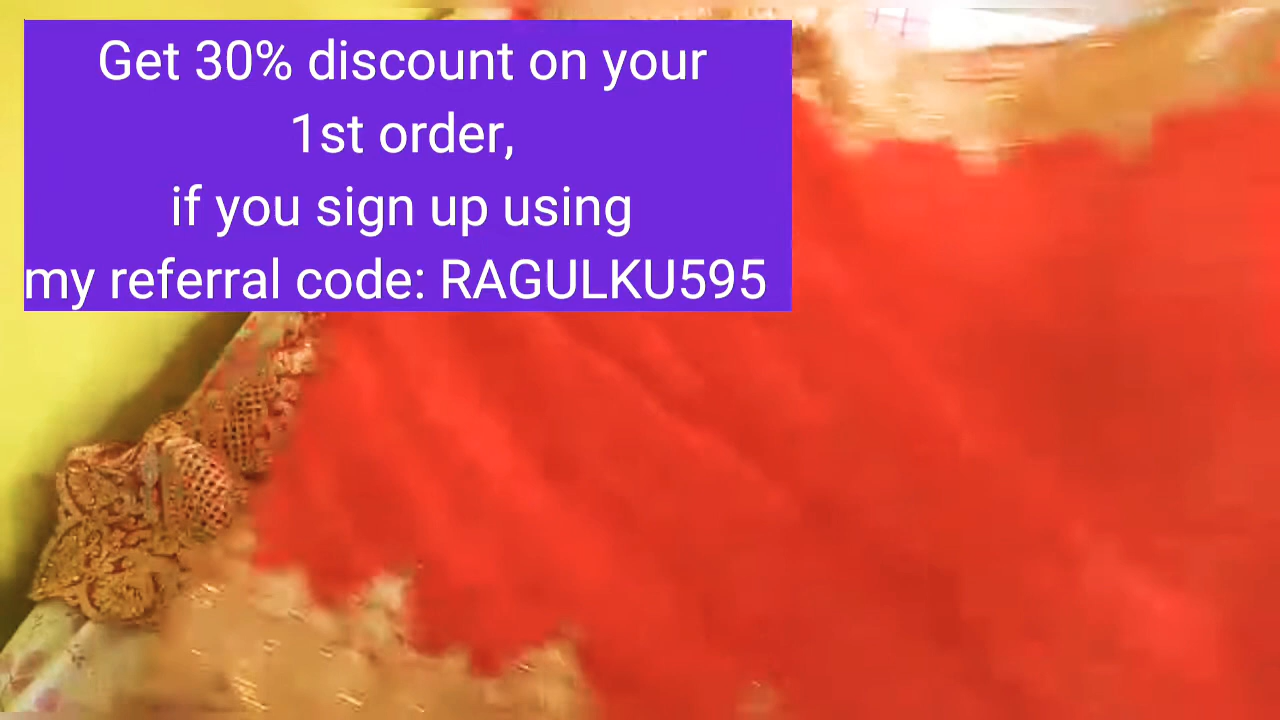 Get 30% discount on your
1st order,
if you sign up using
my referral code: RAGULKU595